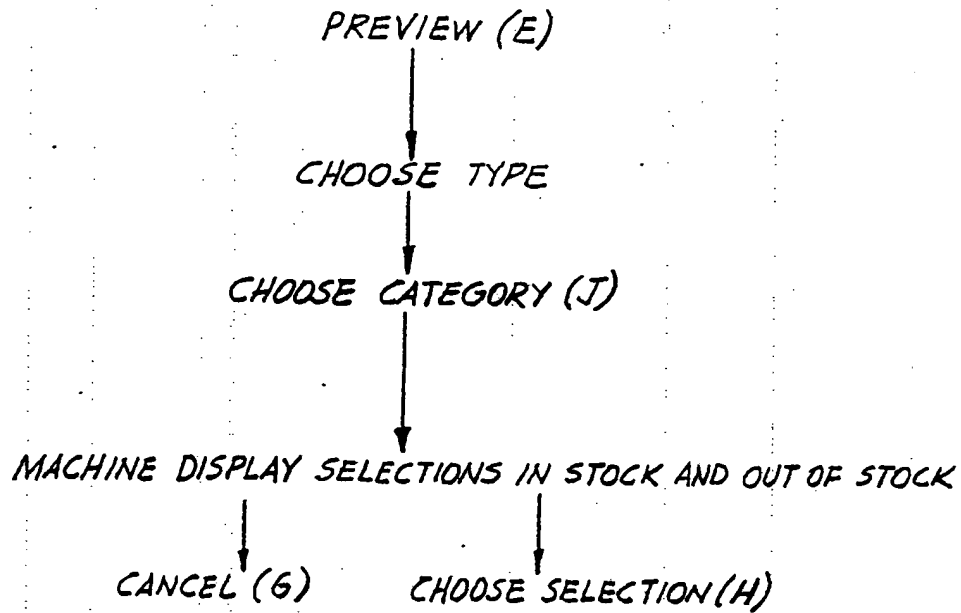 PREVIEW (E)
CHOOSE TYPE
CHOOSE CATEGORY (J)
MACHINE DISPLAY SELECTIONS IN STOCK AND OUT OF STOCK
CANCEL (G) CHOOSE SELECTION (H)